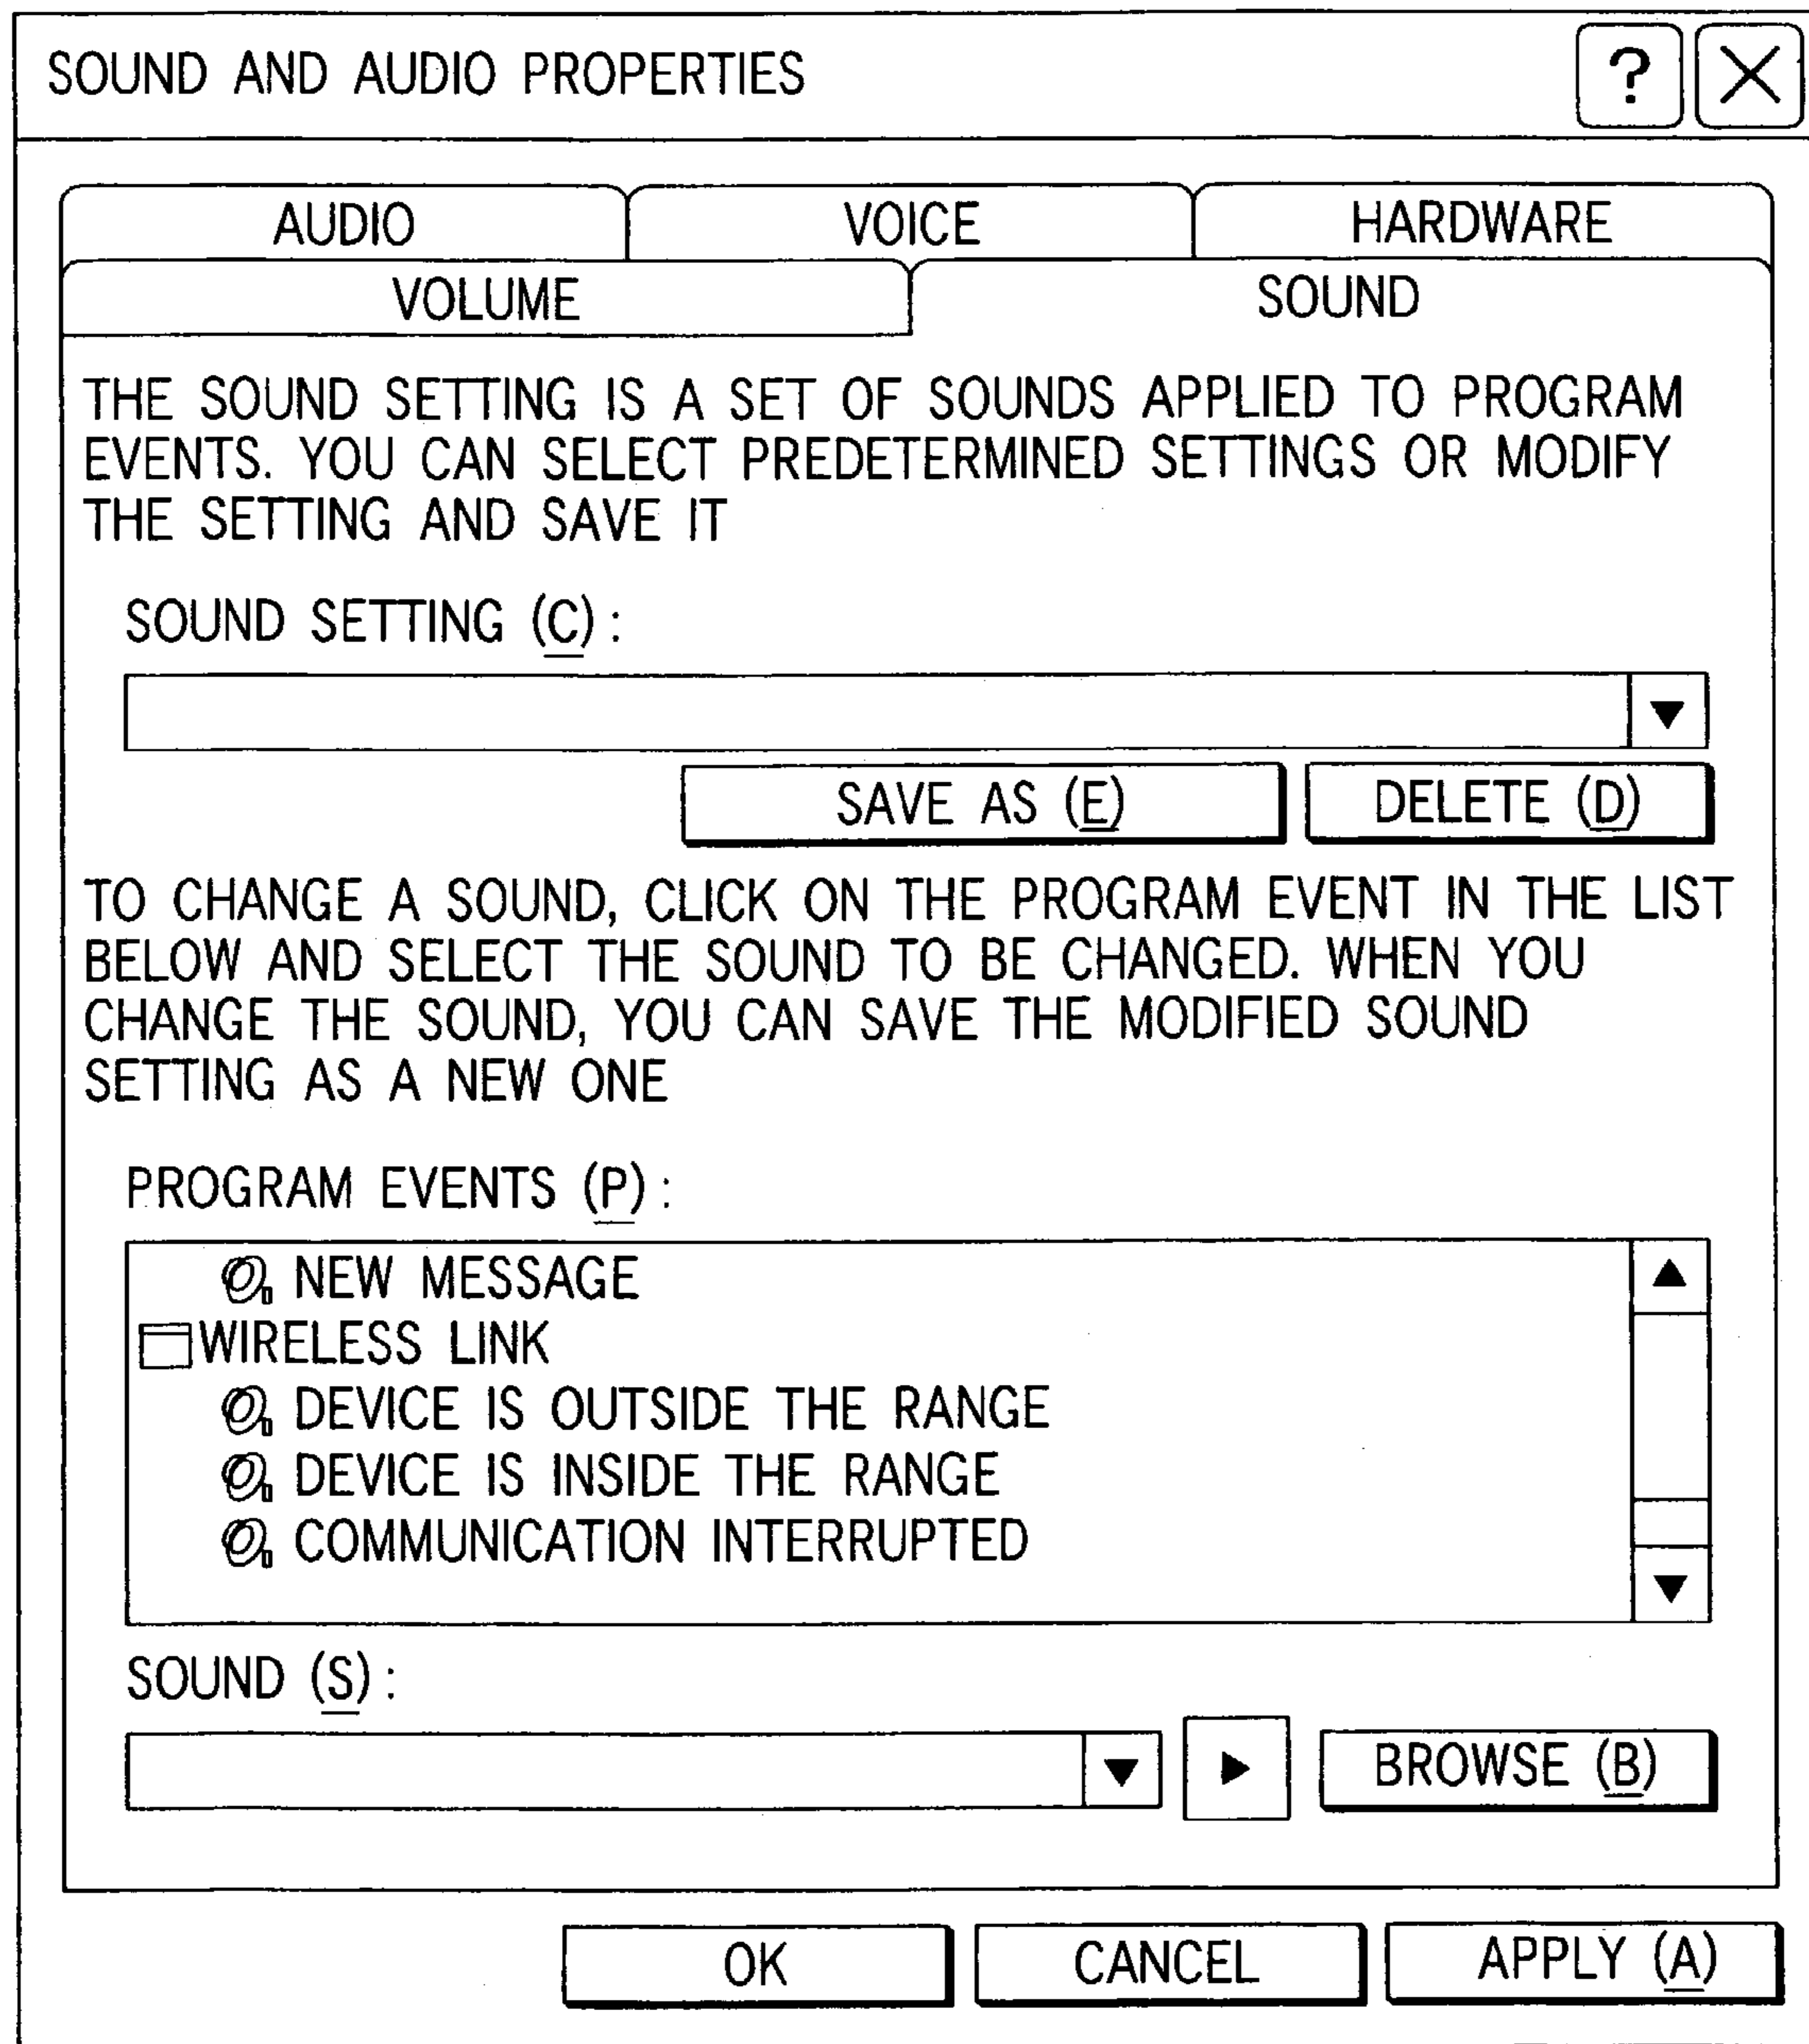 SOUND AND AUDIO PROPERTIES ?
AUDIO VOICE HARDWARE
VOLUME SOUND
THE SOUND SETTING IS A SET OF SOUNDS APPLIED TO PROGRAM
EVENTS. YOU CAN SELECT PREDETERMINED SETTINGS OR MODIFY
THE SETTING AND SAVE IT
SOUND SETTING (C) :
SAVE AS (E) DELETE (D)
TO CHANGE A SOUND, CLICK ON THE PROGRAM EVENT IN THE LIST
BELOW AND SELECT THE SOUND TO BE CHANGED. WHEN YOU
CHANGE THE SOUND, YOU CAN SAVE THE MODIFIED SOUND
SETTING AS A NEW ONE
PROGRAM EVENTS (P) :
NEW MESSAGE
WIRELESS LINK
DEVICE IS OUTSIDE THE RANGE
DEVICE IS INSIDE THE RANGE
COMMUNICATION INTERRUPTED
SOUND (S) :
BROWSE (B)
OK CANCEL APPLY (A)